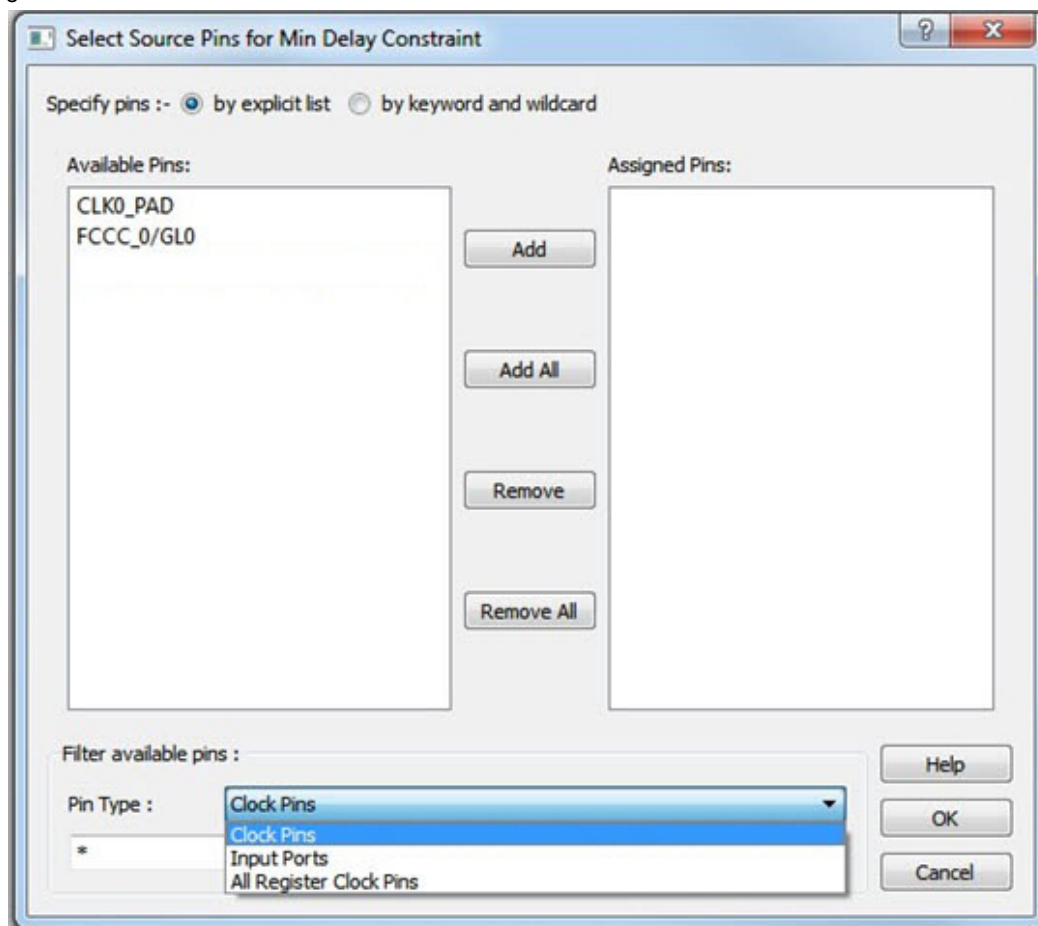 Select Source Pins for Min Delay Constraint
Specify pins :- by explicit list by keyword and wildcard
Available Pins:
Assigned Pins:
CLK0_PAD
FCCC_0/GL0
Add
Add All
Remove
Remove All
Filter available pins :
Pin Type :
Clock Pins
Clock Pins
Input Ports
All Register Clock Pins
*
Help
OK
Cancel